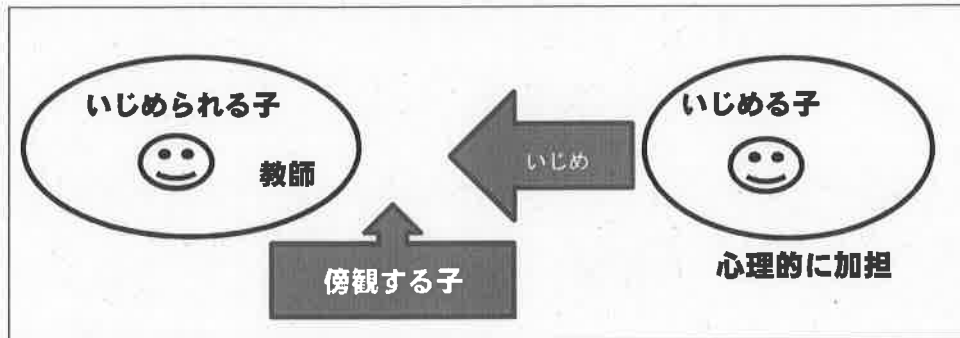 いじめられる子
教師
いじめ
いじめる子
傍観する子
心理的に加担